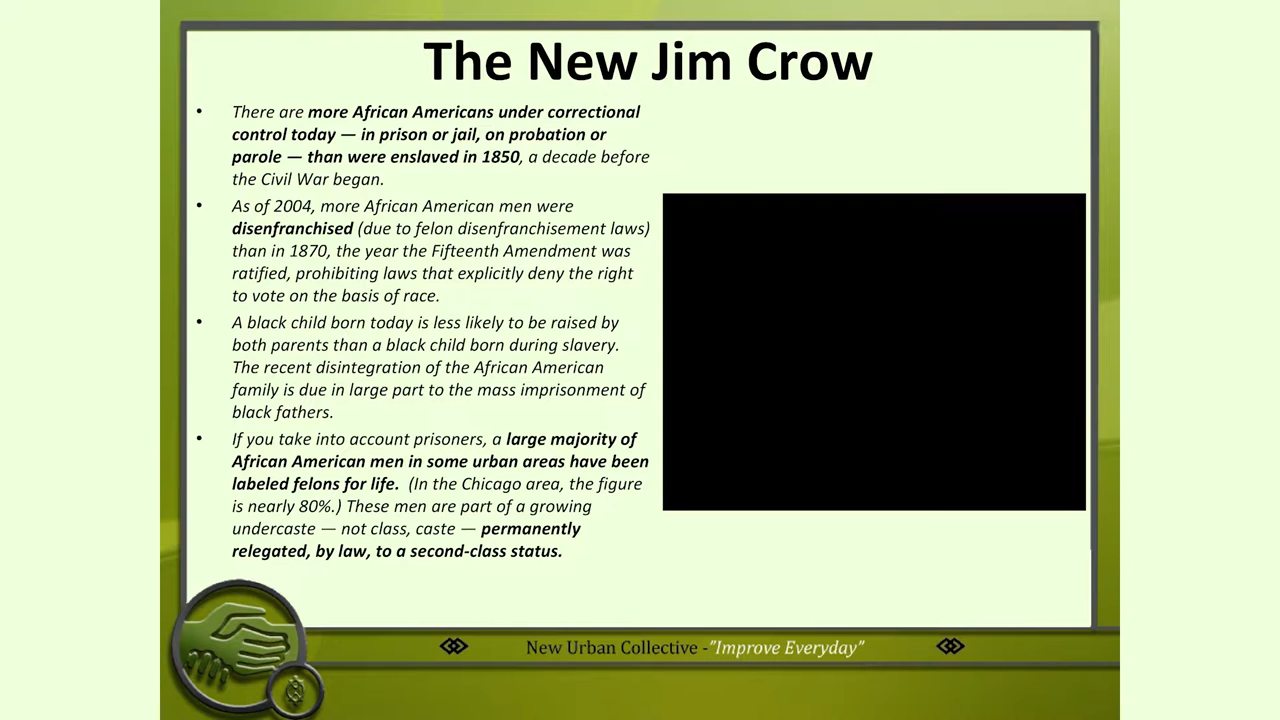 The New Jim Crow
• There are more African Americans under correctional
control today — in prison or jail, on probation or
parole — than were enslaved in 1850, a decade before
the Civil War began.
• As of 2004, more African American men were
disenfranchised (due to felon disenfranchisement laws)
than in 1870, the year the Fifteenth Amendment was
ratified, prohibiting laws that explicitly deny the right
to vote on the basis of race.
• A black child born today is less likely to be raised by
both parents than a black child born during slavery.
The recent disintegration of the African American
family is due in large part to the mass imprisonment of
black fathers.
• If you take into account prisoners, a large majority of
African American men in some urban areas have been
labeled felons for life.  (In the Chicago area, the figure
is nearly 80%.) These men are part of a growing
undercaste — not class, caste — permanently
relegated, by law, to a second-class status.
New Urban Collective -”Improve Everyday”